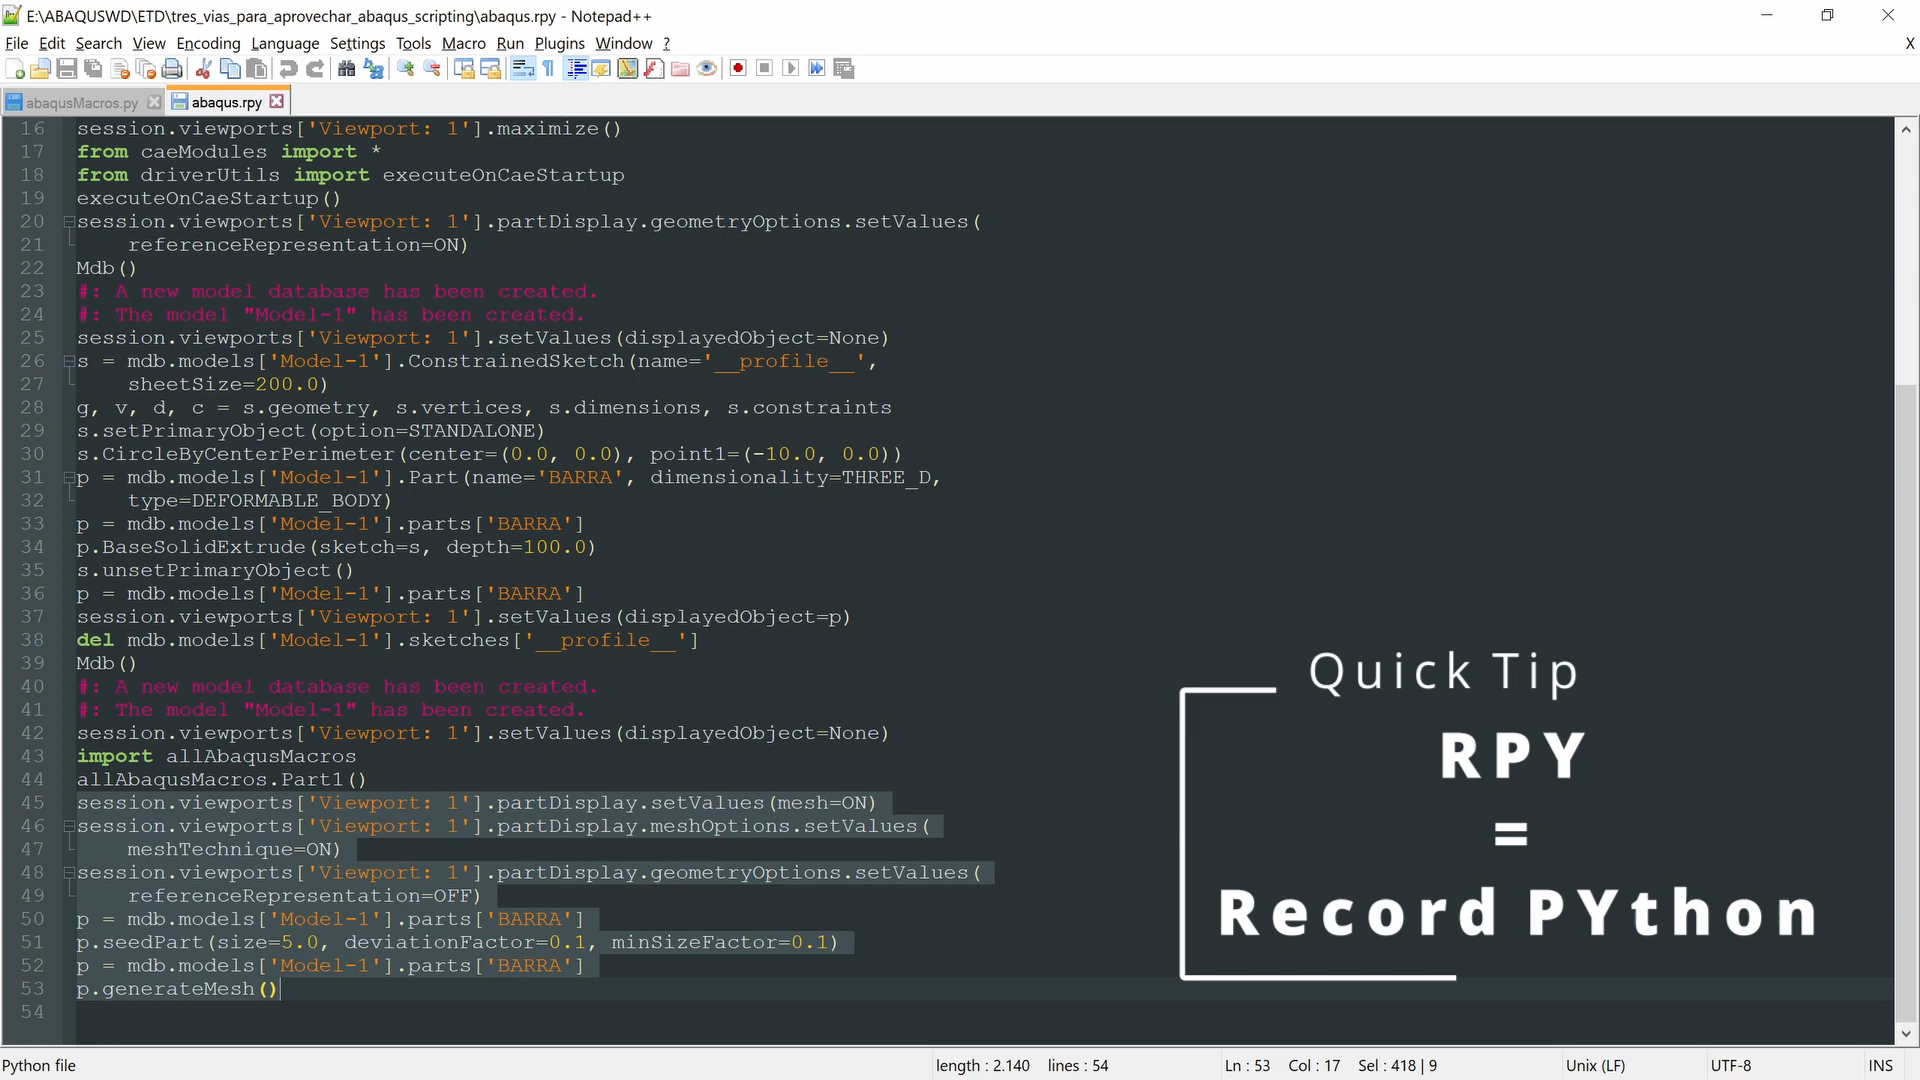 E:\ABAQUSWD\ETD\tres_vias_para_aprovechar_abaqus_scripting\abaqus.rpy - Notepad++
File Edit Search View Encoding Language Settings Tools Macro Run Plugins Window ? X
abaqusMacros.py abaqus.rpy
16 session.viewports['Viewport: 1'].maximize()
17 from caeModules import *
18 from driverUtils import executeOnCaeStartup
19 executeOnCaeStartup()
20 session.viewports['Viewport: 1'].partDisplay.geometryOptions.setValues(
21     referenceRepresentation=ON)
22 Mdb()
23 #: A new model database has been created.
24 #: The model "Model-1" has been created.
25 session.viewports['Viewport: 1'].setValues(displayedObject=None)
26 s = mdb.models['Model-1'].ConstrainedSketch(name='__profile__',
27     sheetSize=200.0)
28 g, v, d, c = s.geometry, s.vertices, s.dimensions, s.constraints
29 s.setPrimaryObject(option=STANDALONE)
30 s.CircleByCenterPerimeter(center=(0.0, 0.0), point1=(-10.0, 0.0))
31 p = mdb.models['Model-1'].Part(name='BARRA', dimensionality=THREE_D,
32     type=DEFORMABLE_BODY)
33 p = mdb.models['Model-1'].parts['BARRA']
34 p.BaseSolidExtrude(sketch=s, depth=100.0)
35 s.unsetPrimaryObject()
36 p = mdb.models['Model-1'].parts['BARRA']
37 session.viewports['Viewport: 1'].setValues(displayedObject=p)
38 del mdb.models['Model-1'].sketches['__profile__']
39 Mdb()
40 #: A new model database has been created.
41 #: The model "Model-1" has been created.
42 session.viewports['Viewport: 1'].setValues(displayedObject=None)
43 import allAbaqusMacros
44 allAbaqusMacros.Part1()
45 session.viewports['Viewport: 1'].partDisplay.setValues(mesh=ON)
46 session.viewports['Viewport: 1'].partDisplay.meshOptions.setValues(
47     meshTechnique=ON)
48 session.viewports['Viewport: 1'].partDisplay.geometryOptions.setValues(
49     referenceRepresentation=OFF)
50 p = mdb.models['Model-1'].parts['BARRA']
51 p.seedPart(size=5.0, deviationFactor=0.1, minSizeFactor=0.1)
52 p = mdb.models['Model-1'].parts['BARRA']
53 p.generateMesh()
54
Quick Tip
RPY
=
Record PYthon
Python file length : 2.140 lines : 54 Ln : 53 Col : 17 Sel : 418 | 9 Unix (LF) UTF-8 INS